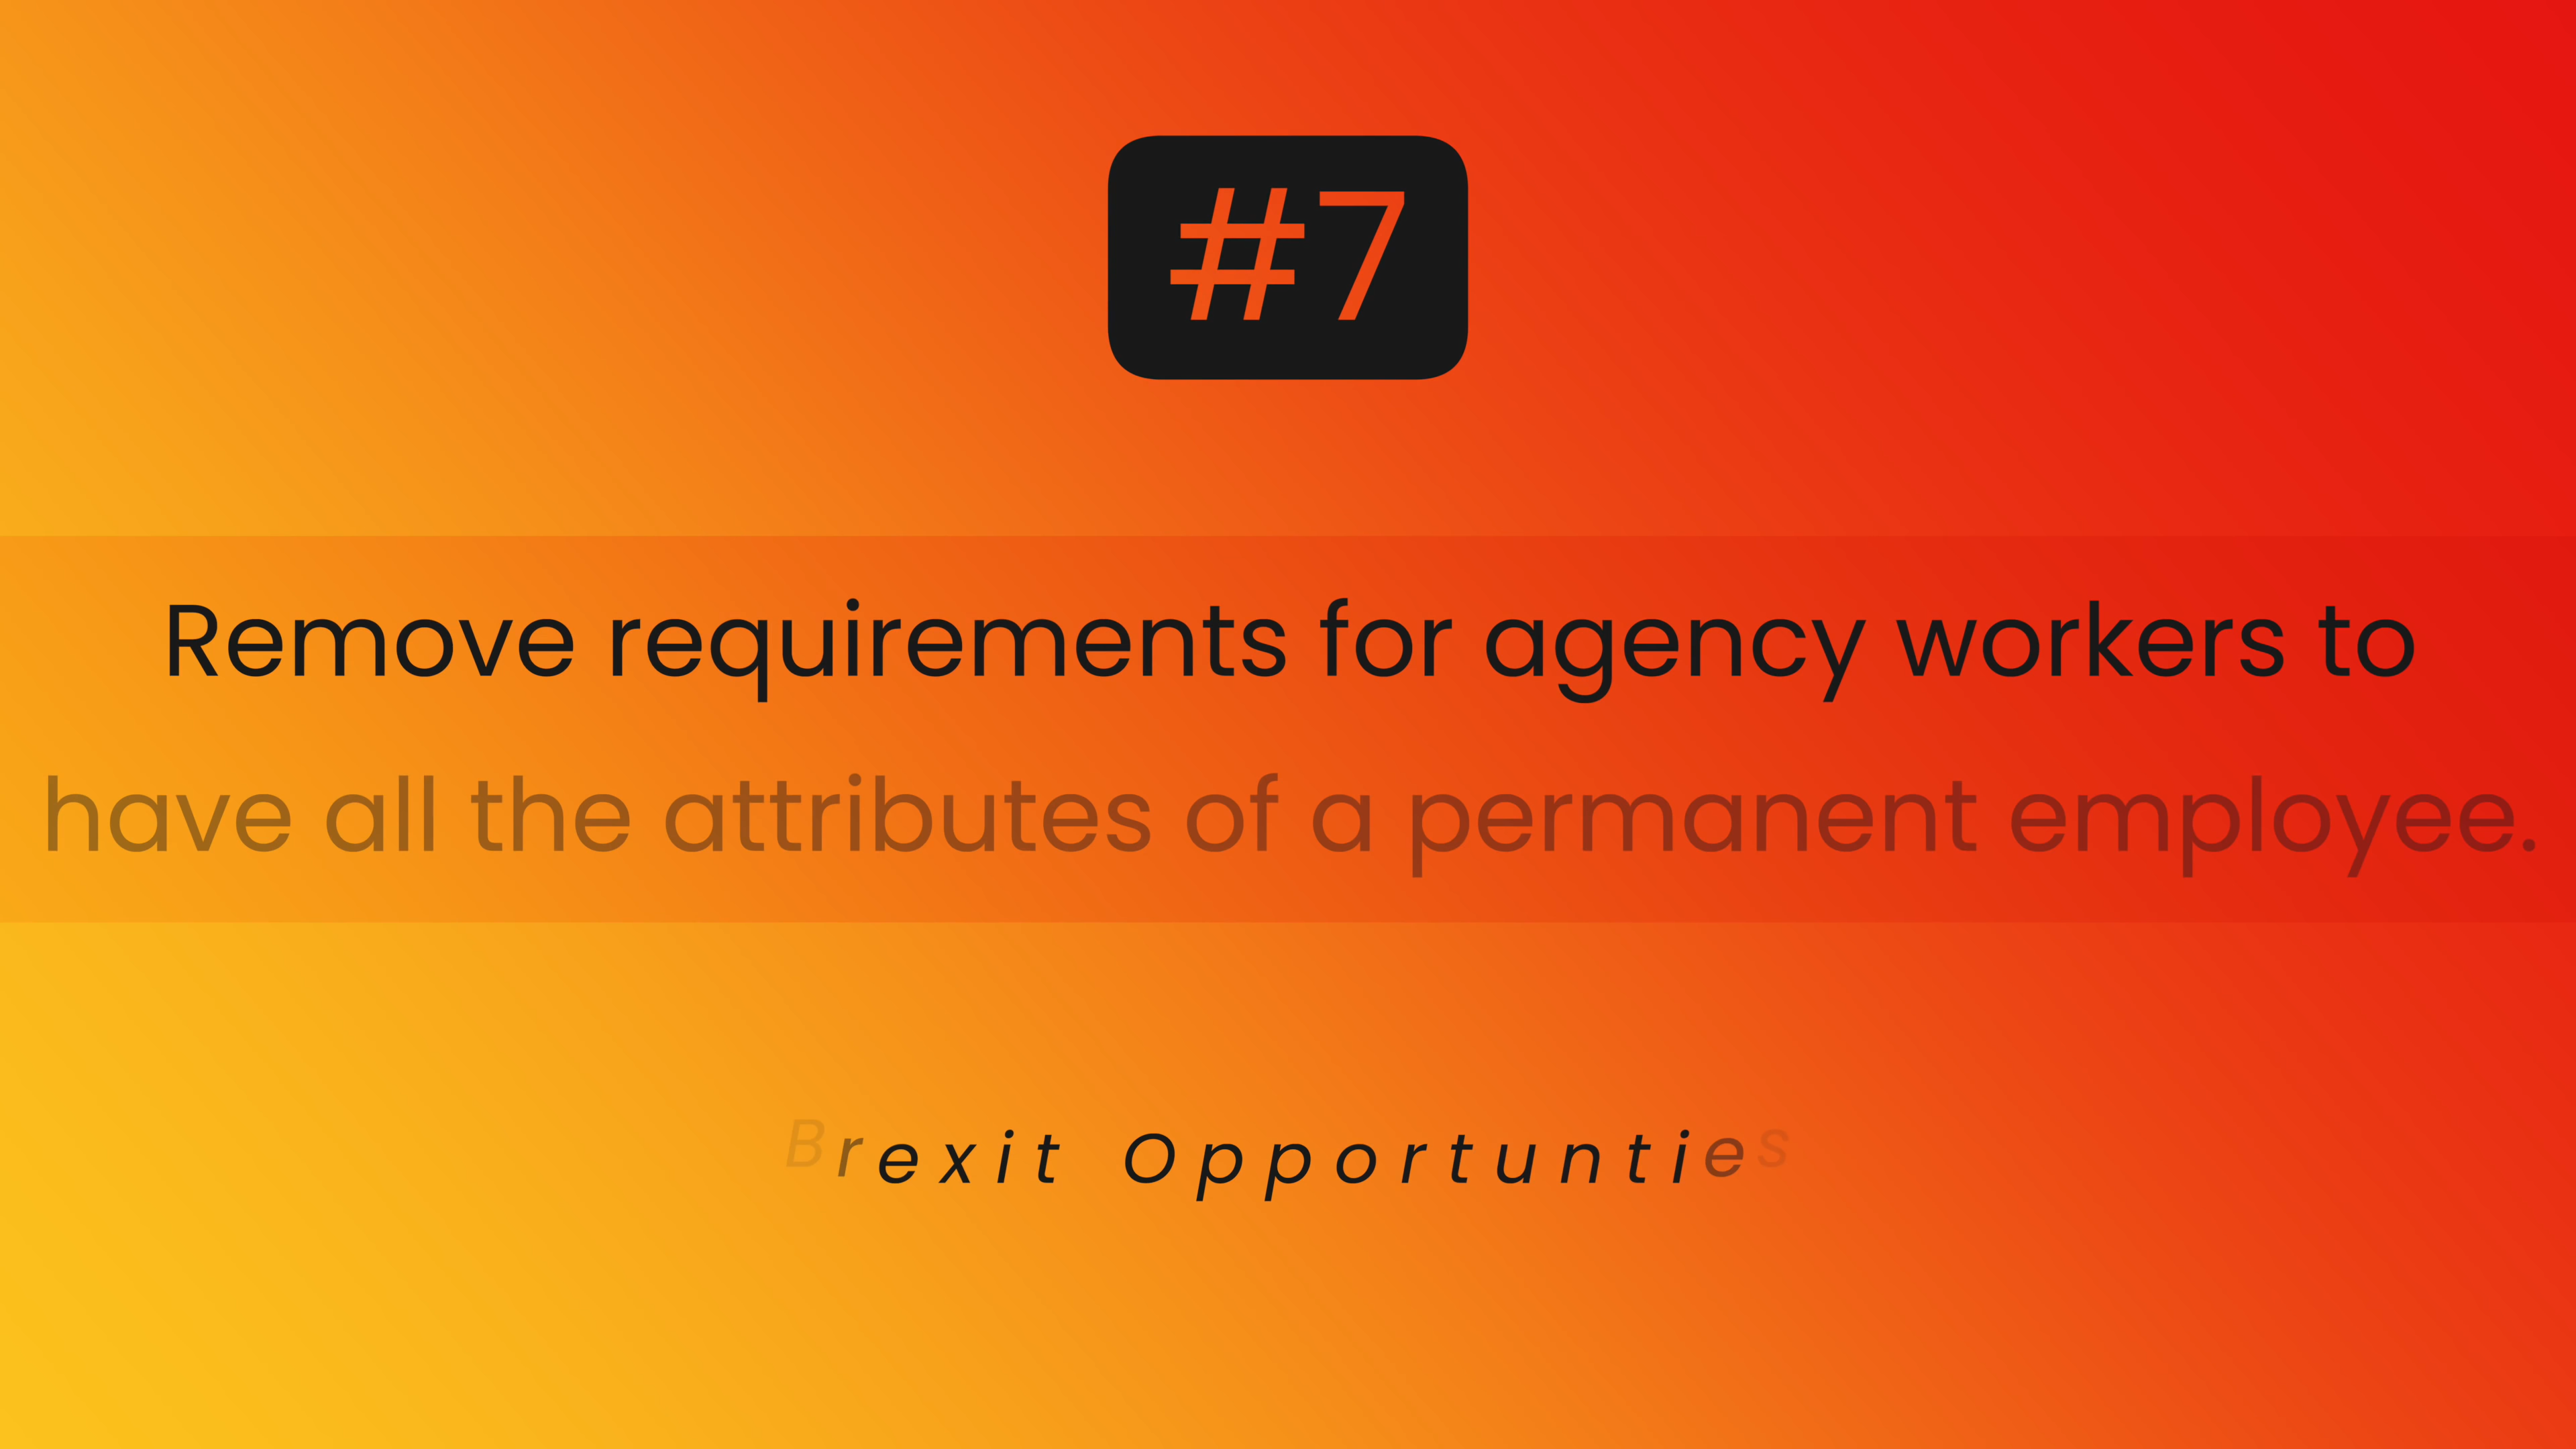 #7
Remove requirements for agency workers to
have all the attributes of a permanent employee.
Brexit Opportunties